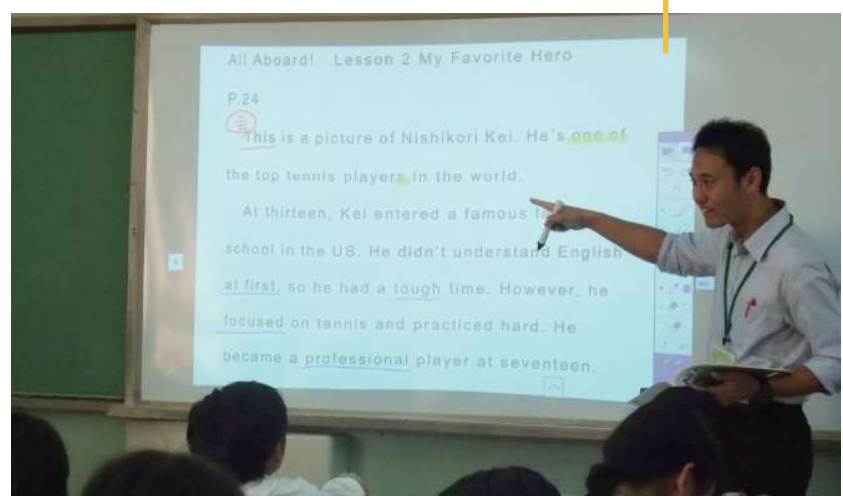 All Aboard! Lesson 2 My Favorite Hero
P.24
主
This is a picture of Nishikori Kei. He's one of
the top tennis players in the world.
At thirteen, Kei entered a famous
school in the US. He didn't understand English
at first, so he had a tough time. However, he
focused on tennis and practiced hard. He
became a professional player at seventeen.